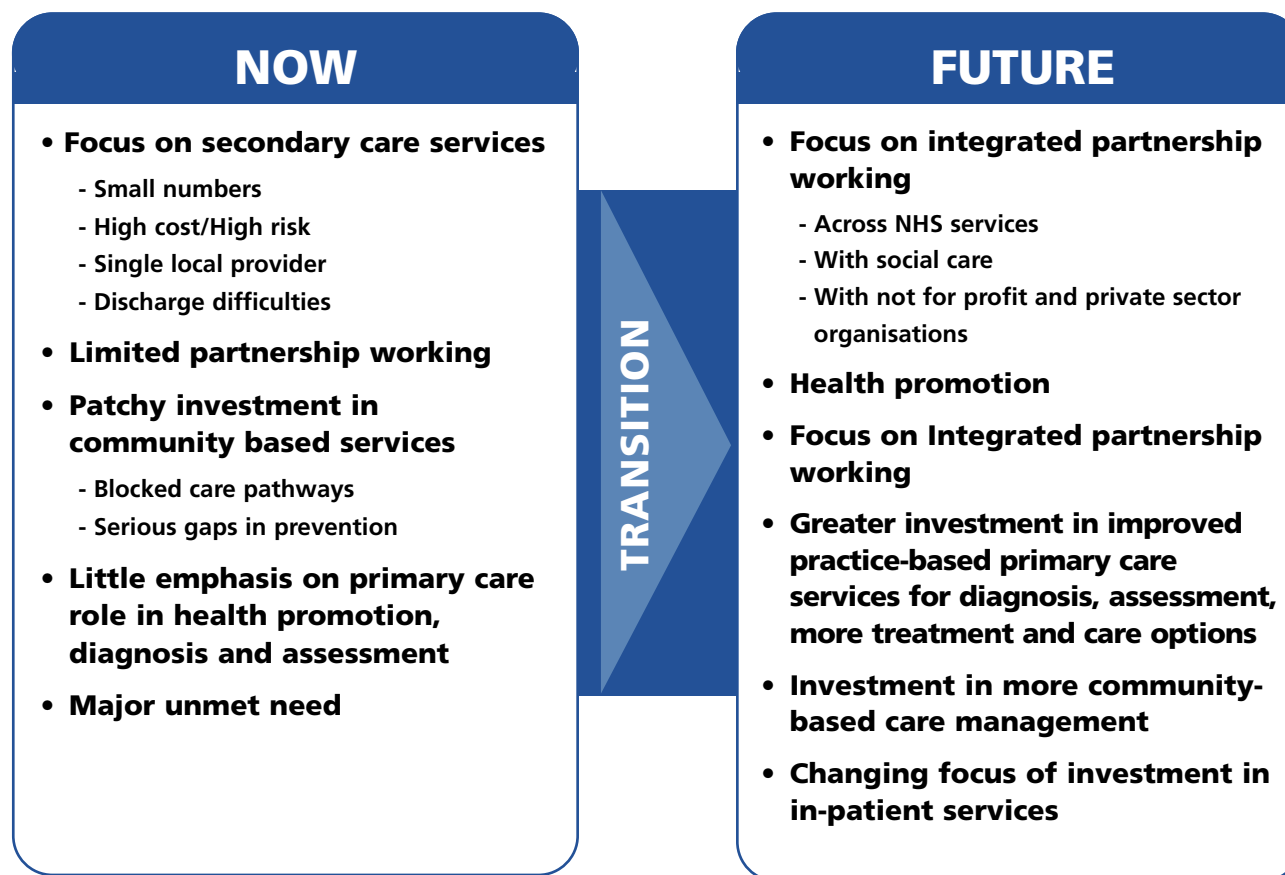 NOW
• Focus on secondary care services
- Small numbers
- High cost/High risk
- Single local provider
- Discharge difficulties
• Limited partnership working
• Patchy investment in
community based services
- Blocked care pathways
- Serious gaps in prevention
• Little emphasis on primary care
role in health promotion,
diagnosis and assessment
• Major unmet need
TRANSITION
FUTURE
• Focus on integrated partnership
working
- Across NHS services
- With social care
- With not for profit and private sector
organisations
• Health promotion
• Focus on Integrated partnership
working
• Greater investment in improved
practice-based primary care
services for diagnosis, assessment,
more treatment and care options
• Investment in more community-
based care management
• Changing focus of investment in
in-patient services